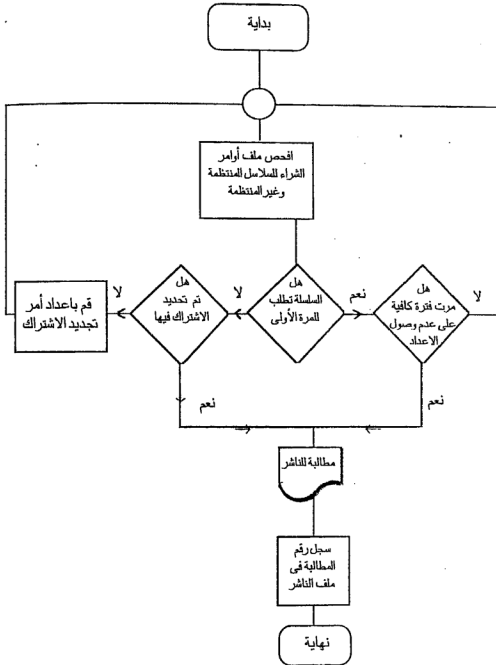 بداية
افحص ملف أوامر
الشراء للسلاسل المنتظمة
وغير المنتظمة
هل
مرت فترة كافية
على عدم وصول
الاعداد
نعم
هل
السلسلة تطلب
للمرة الأولى
لا
هل
تم تحديد
الاشتراك فيها
لا
قم باعداد أمر
تجديد الاشتراك
لا
نعم
نعم
مطالبة للناشر
سجل رقم
المطالبة فى
ملف الناشر
نهاية